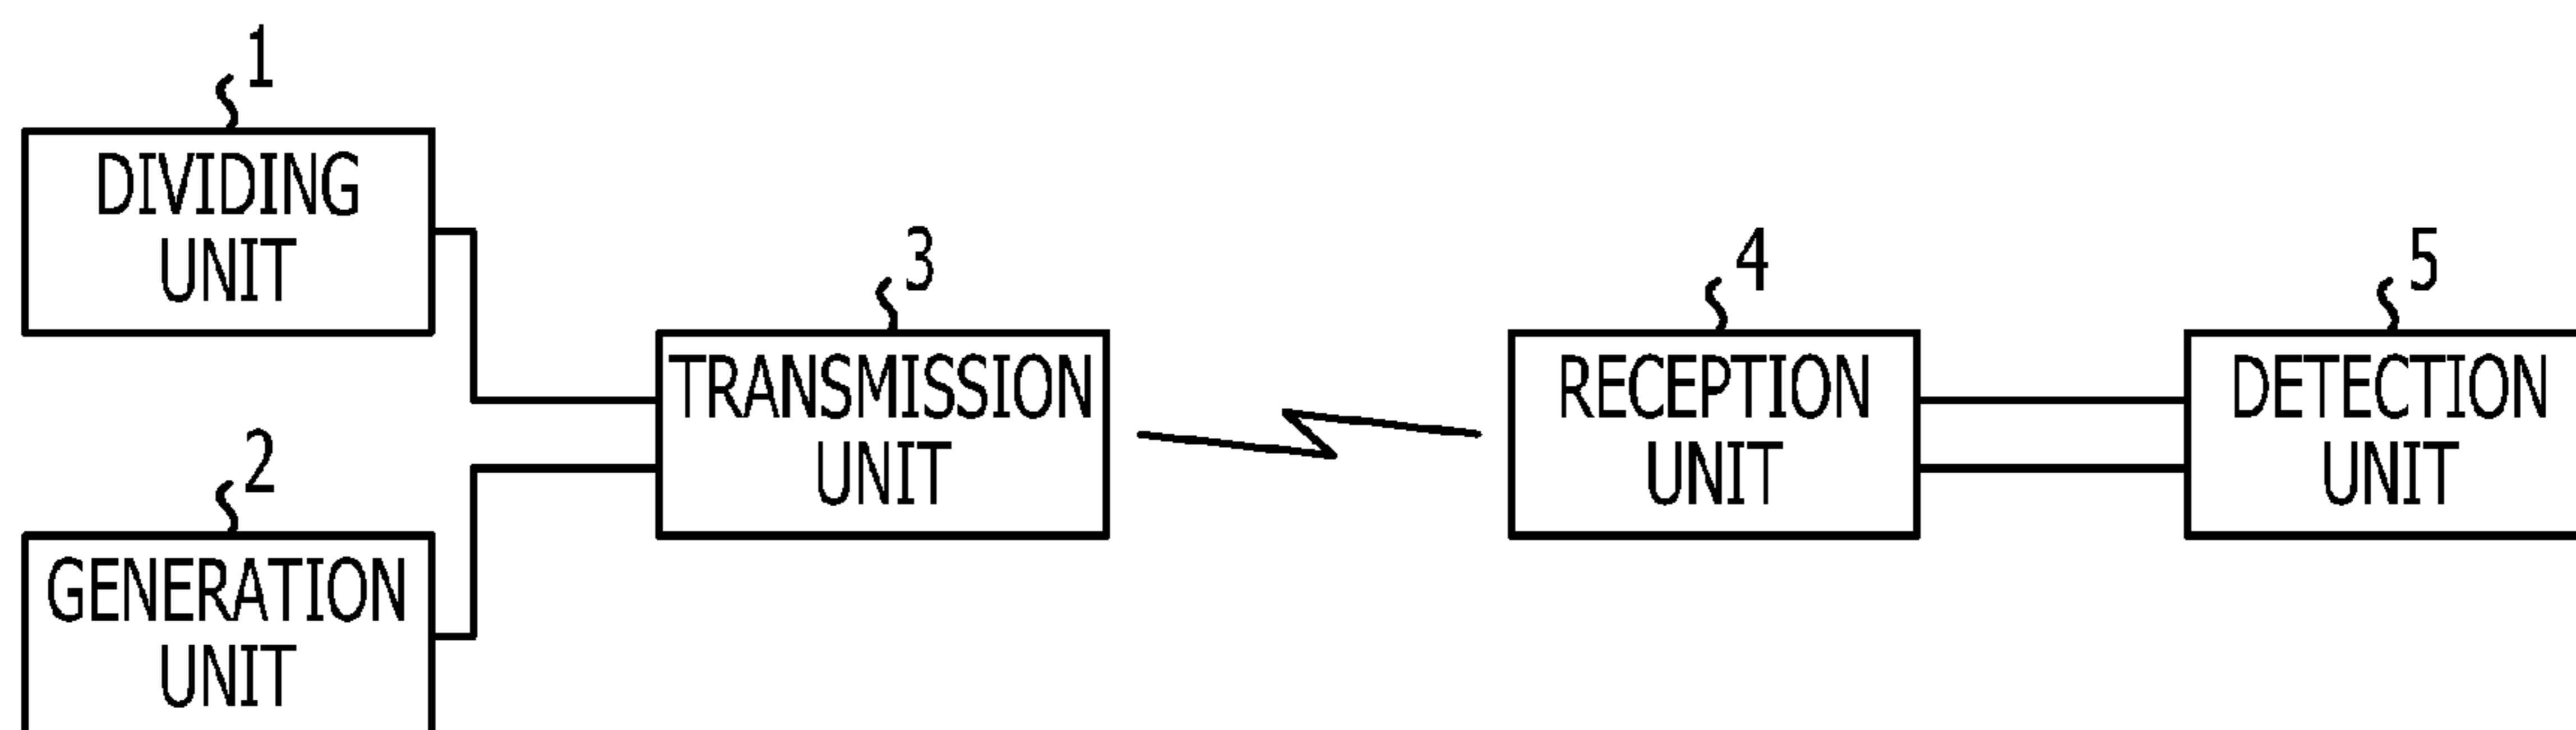 1
DIVIDING
UNIT
2
GENERATION
UNIT
3
TRANSMISSION
UNIT
4
RECEPTION
UNIT
5
DETECTION
UNIT